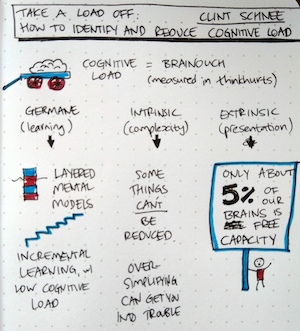 TAKE A LOAD OFF: CLINT SCHNEE
HOW TO IDENTIFY AND REDUCE COGNITIVE LOAD
COGNITIVE = BRAINOUCH
LOAD (measured in thinkhurts)
GERMANE
(learning)
INTRINSIC
(complexity)
EXTRINSIC
(presentation)
LAYERED
MENTAL
MODELS
INCREMENTAL
LEARNING, w/
LOW COGNITIVE
LOAD
SOME
THINGS
CAN'T
BE
REDUCED.
OVER-
SIMPLIFYING
CAN GET YOU
INTO TROUBLE
ONLY ABOUT
5% OF
OUR
BRAINS IS
FREE
CAPACITY